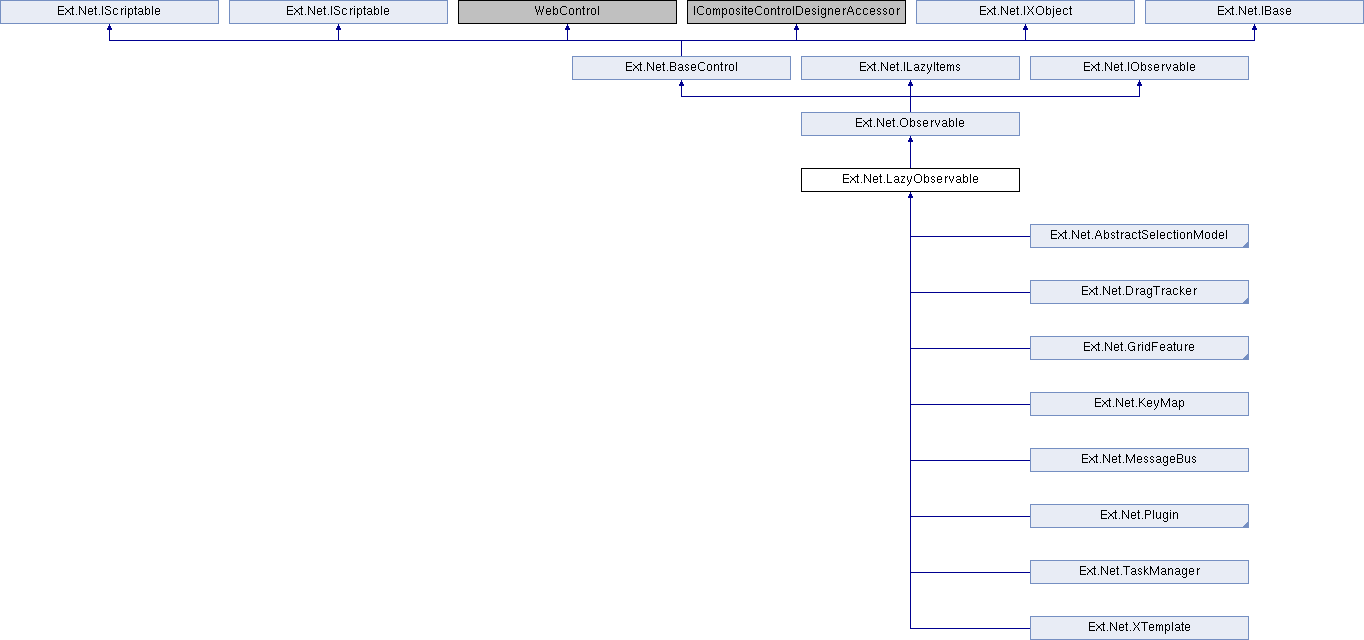 Ext.Net.IScriptable
Ext.Net.IScriptable
WebControl
ICompositeControlDesignerAccessor
Ext.Net.IXObject
Ext.Net.IBase
Ext.Net.BaseControl
Ext.Net.ILazyItems
Ext.Net.IObservable
Ext.Net.Observable
Ext.Net.LazyObservable
Ext.Net.AbstractSelectionModel
Ext.Net.DragTracker
Ext.Net.GridFeature
Ext.Net.KeyMap
Ext.Net.MessageBus
Ext.Net.Plugin
Ext.Net.TaskManager
Ext.Net.XTemplate